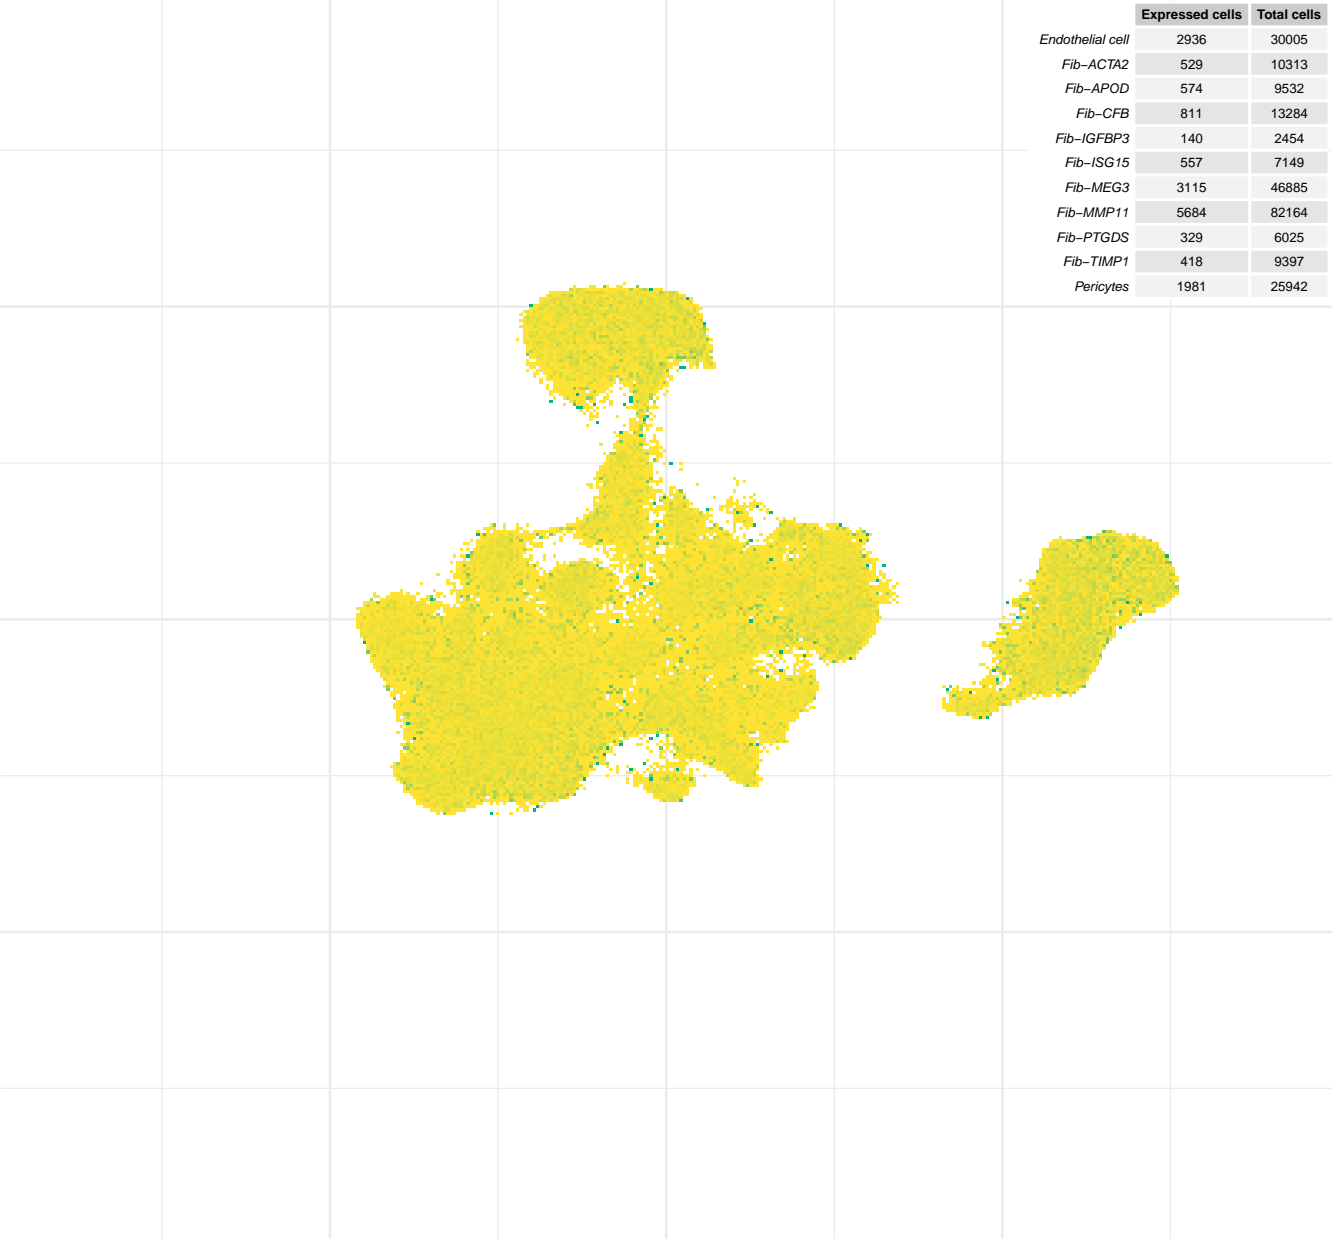 Expressed cells Total cells
Endothelial cell 2936 30005
Fib−ACTA2 529 10313
Fib−APOD 574 9532
Fib−CFB 811 13284
Fib−IGFBP3 140 2454
Fib−ISG15 557 7149
Fib−MEG3 3115 46885
Fib−MMP11 5684 82164
Fib−PTGDS 329 6025
Fib−TIMP1 418 9397
Pericytes 1981 25942